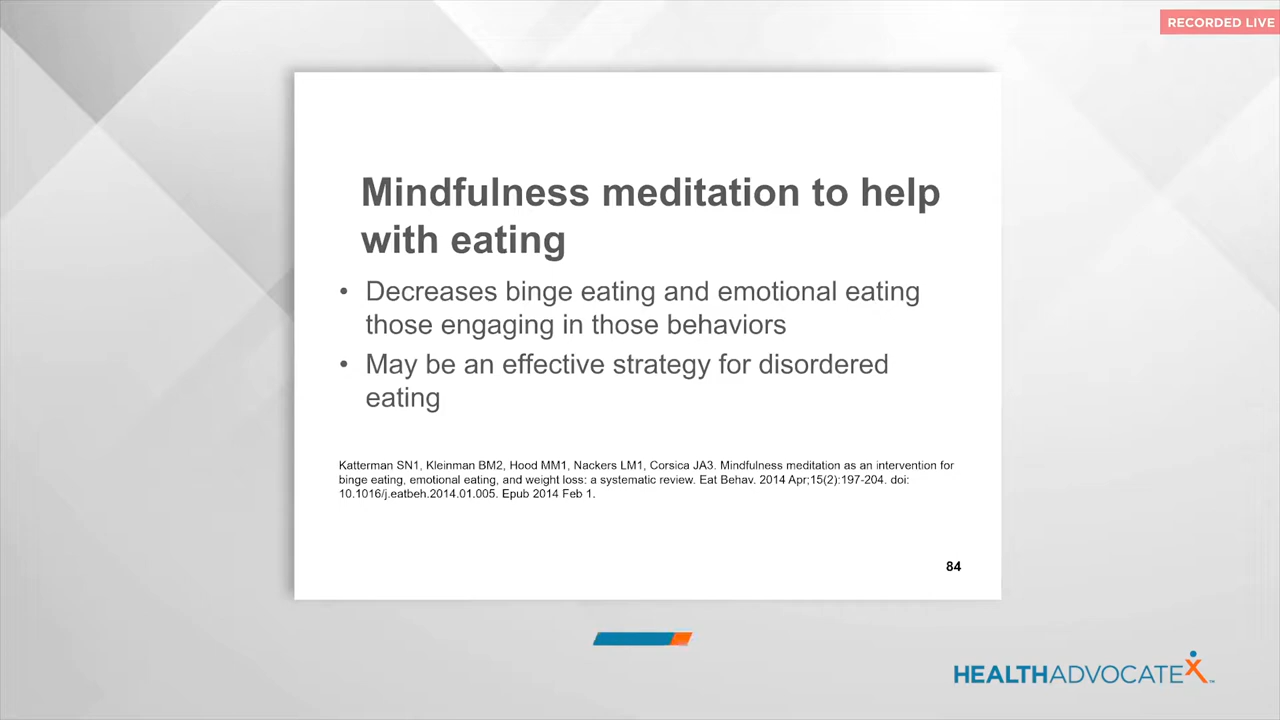 RECORDED LIVE
Mindfulness meditation to help
with eating
• Decreases binge eating and emotional eating
those engaging in those behaviors
• May be an effective strategy for disordered
eating
Katterman SN1, Kleinman BM2, Hood MM1, Nackers LM1, Corsica JA3. Mindfulness meditation as an intervention for
binge eating, emotional eating, and weight loss: a systematic review. Eat Behav. 2014 Apr;15(2):197-204. doi:
10.1016/j.eatbeh.2014.01.005. Epub 2014 Feb 1.
84
HEALTHADVOCATEX™